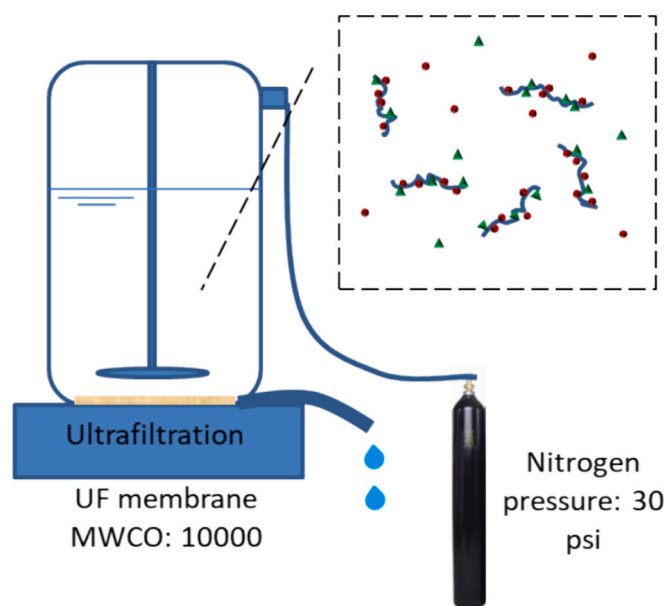 Ultrafiltration
UF membrane
MWCO: 10000
Nitrogen
pressure: 30
psi